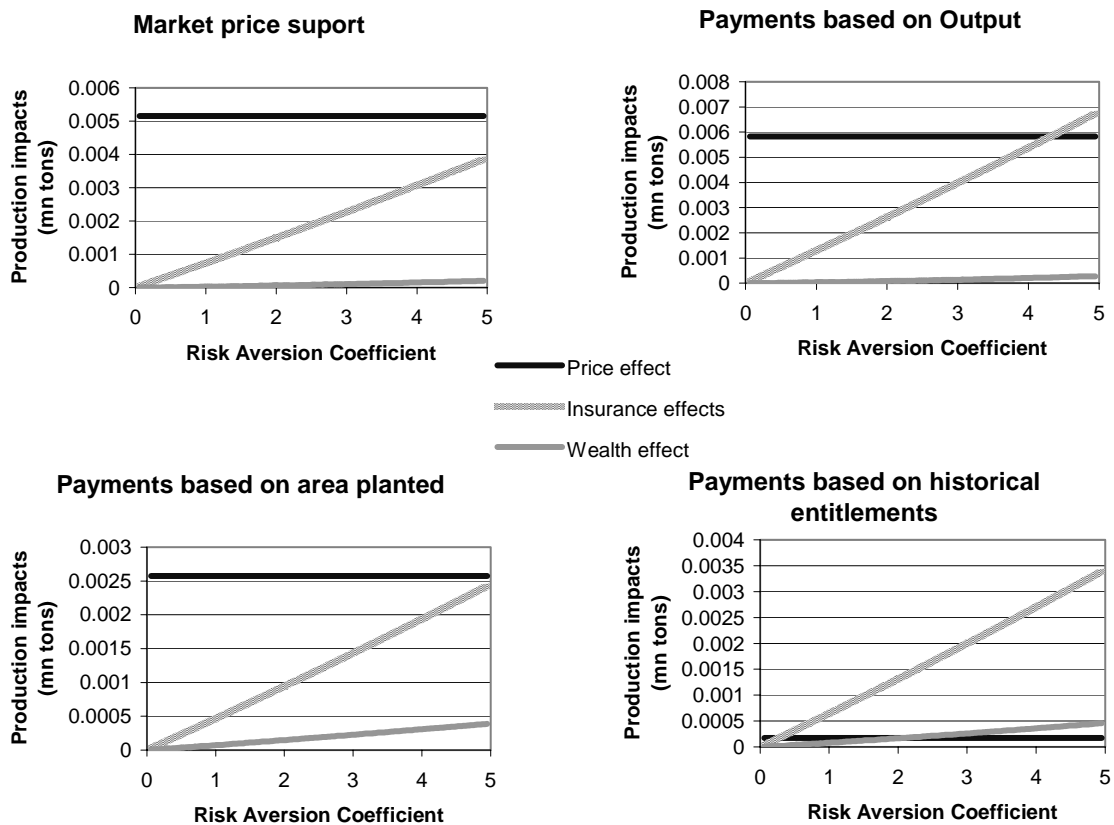 Market price suport
Production impacts
(mn tons)
0.006
0.005
0.004
0.003
0.002
0.001
0
0 1 2 3 4 5
Risk Aversion Coefficient
Payments based on Output
Production impacts
(mn tons)
0.008
0.007
0.006
0.005
0.004
0.003
0.002
0.001
0
0 1 2 3 4 5
Risk Aversion Coefficient
Price effect
Insurance effects
Wealth effect
Payments based on area planted
Production impacts
(mn tons)
0.003
0.0025
0.002
0.0015
0.001
0.0005
0
0 1 2 3 4 5
Risk Aversion Coefficient
Payments based on historical
entitlements
Production impacts
(mn tons)
0.004
0.0035
0.003
0.0025
0.002
0.0015
0.001
0.0005
0
0 1 2 3 4 5
Risk Aversion Coefficient